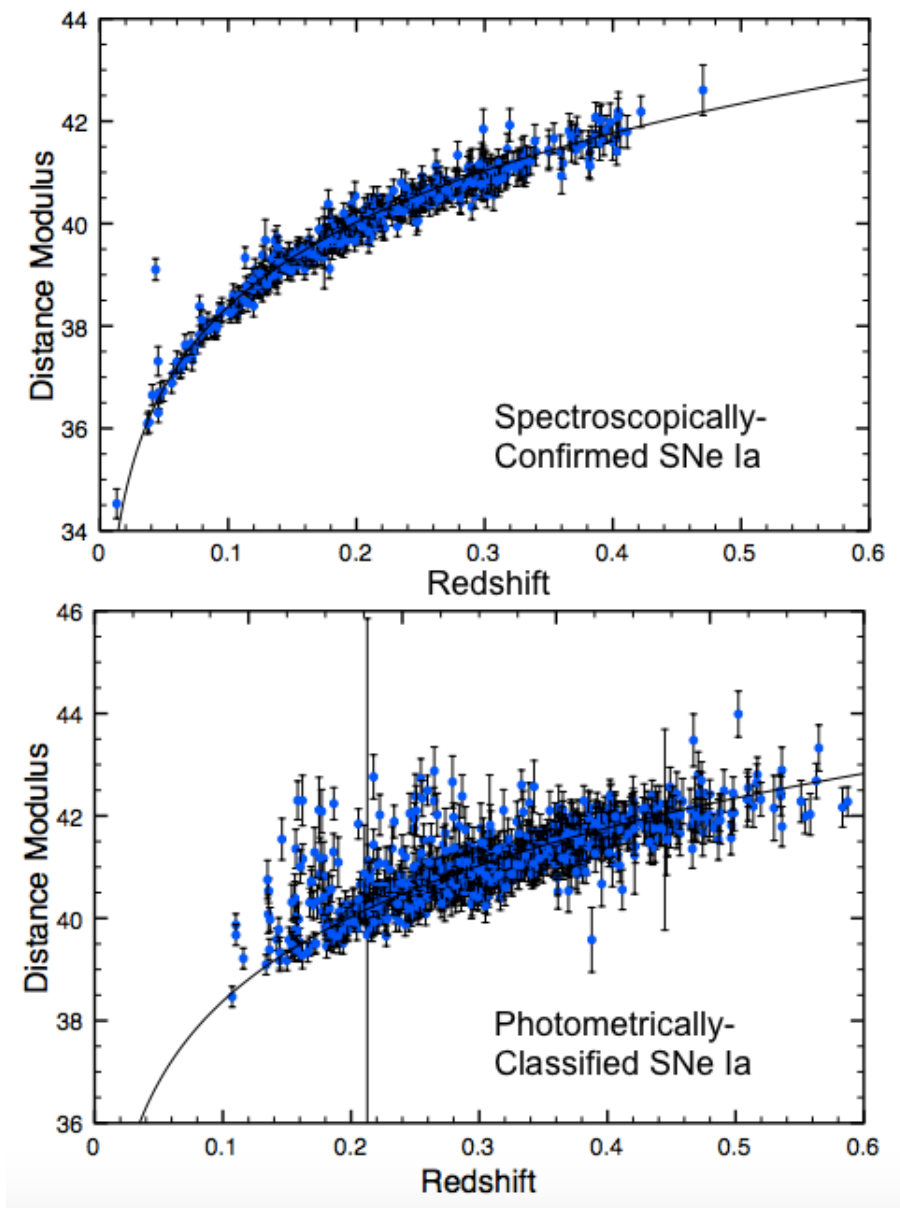 44
42
40
38
36
34
Distance Modulus
Spectroscopically-
Confirmed SNe Ia
0 0.1 0.2 0.3 0.4 0.5 0.6
Redshift
46
44
42
40
38
36
Distance Modulus
Photometrically-
Classified SNe Ia
0 0.1 0.2 0.3 0.4 0.5 0.6
Redshift